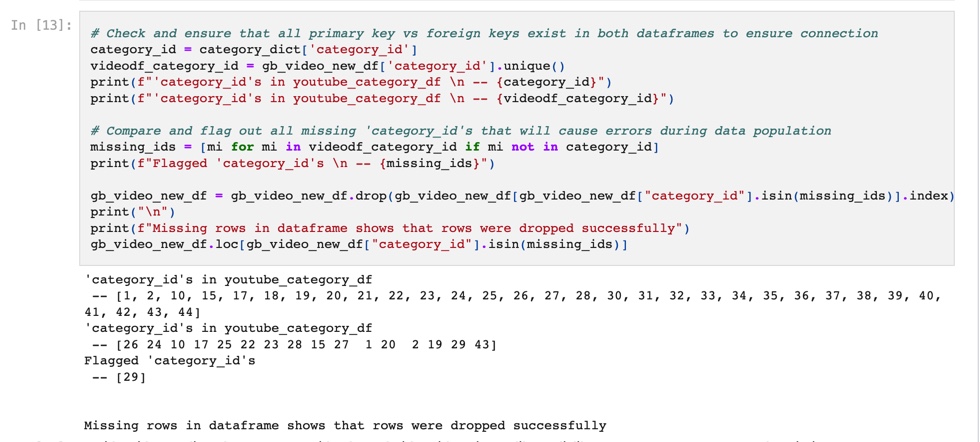 In [13]:
# Check and ensure that all primary key vs foreign keys exist in both dataframes to ensure connection
category_id = category_dict['category_id']
videodf_category_id = gb_video_new_df['category_id'].unique()
print(f"'category_id's in youtube_category_df \n -- {category_id}")
print(f"'category_id's in youtube_category_df \n -- {videodf_category_id}")
# Compare and flag out all missing 'category_id's that will cause errors during data population
missing_ids = [mi for mi in videodf_category_id if mi not in category_id]
print(f"Flagged 'category_id's \n -- {missing_ids}")
gb_video_new_df = gb_video_new_df.drop(gb_video_new_df[gb_video_new_df["category_id"].isin(missing_ids)].index)
print("\n")
print(f"Missing rows in dataframe shows that rows were dropped successfully")
gb_video_new_df.loc[gb_video_new_df["category_id"].isin(missing_ids)]
'category_id's in youtube_category_df
-- [1, 2, 10, 15, 17, 18, 19, 20, 21, 22, 23, 24, 25, 26, 27, 28, 30, 31, 32, 33, 34, 35, 36, 37, 38, 39, 40,
41, 42, 43, 44]
'category_id's in youtube_category_df
-- [26 24 10 17 25 22 23 28 15 27  1 20  2 19 29 43]
Flagged 'category_id's
-- [29]
Missing rows in dataframe shows that rows were dropped successfully